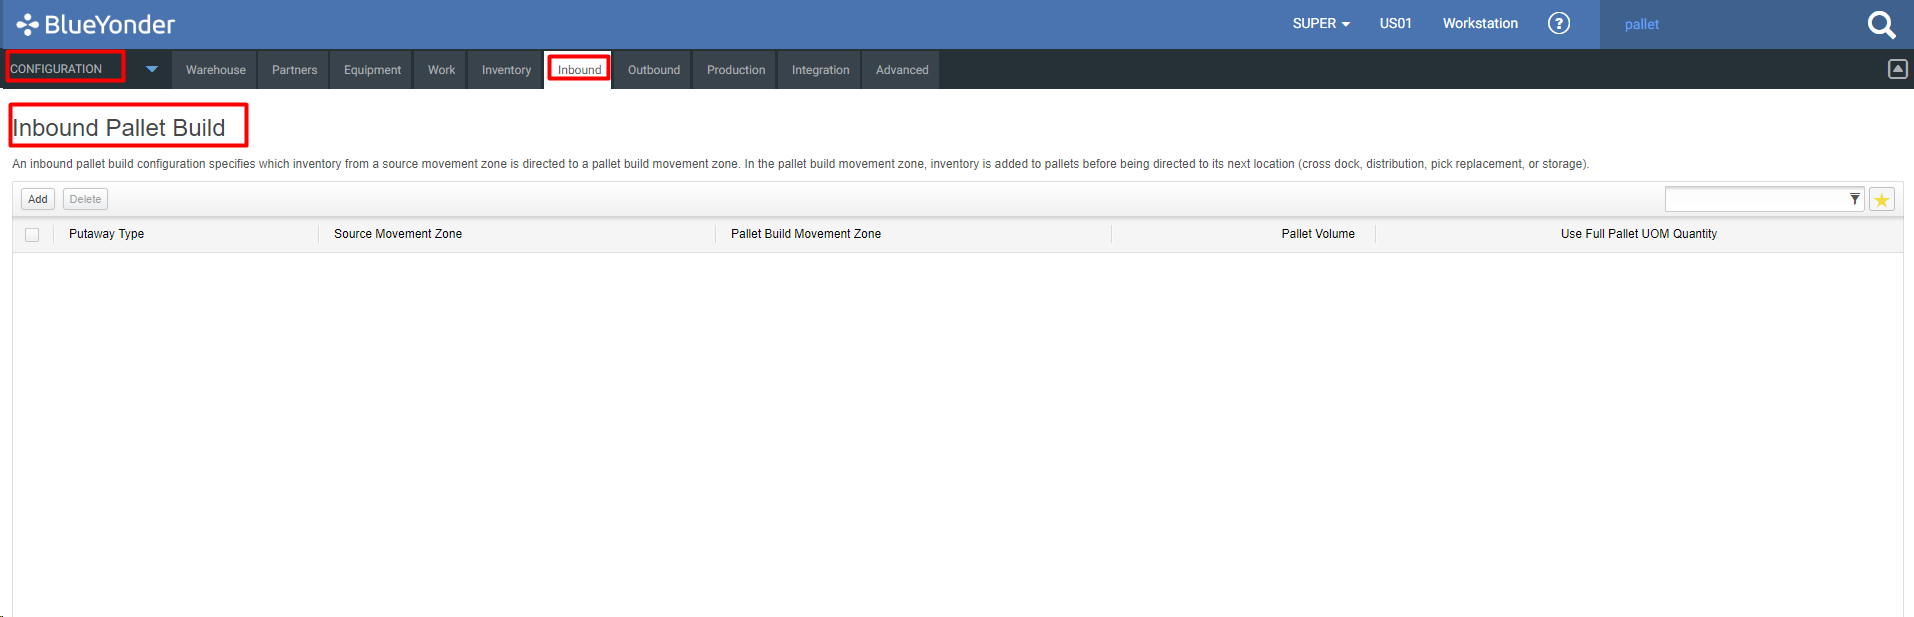 BlueYonder SUPER US01 Workstation ? pallet
CONFIGURATION Warehouse Partners Equipment Work Inventory Inbound Outbound Production Integration Advanced
Inbound Pallet Build
An inbound pallet build configuration specifies which inventory from a source movement zone is directed to a pallet build movement zone. In the pallet build movement zone, inventory is added to pallets before being directed to its next location (cross dock, distribution, pick replacement, or storage).
Add Delete
Putaway Type Source Movement Zone Pallet Build Movement Zone Pallet Volume Use Full Pallet UOM Quantity